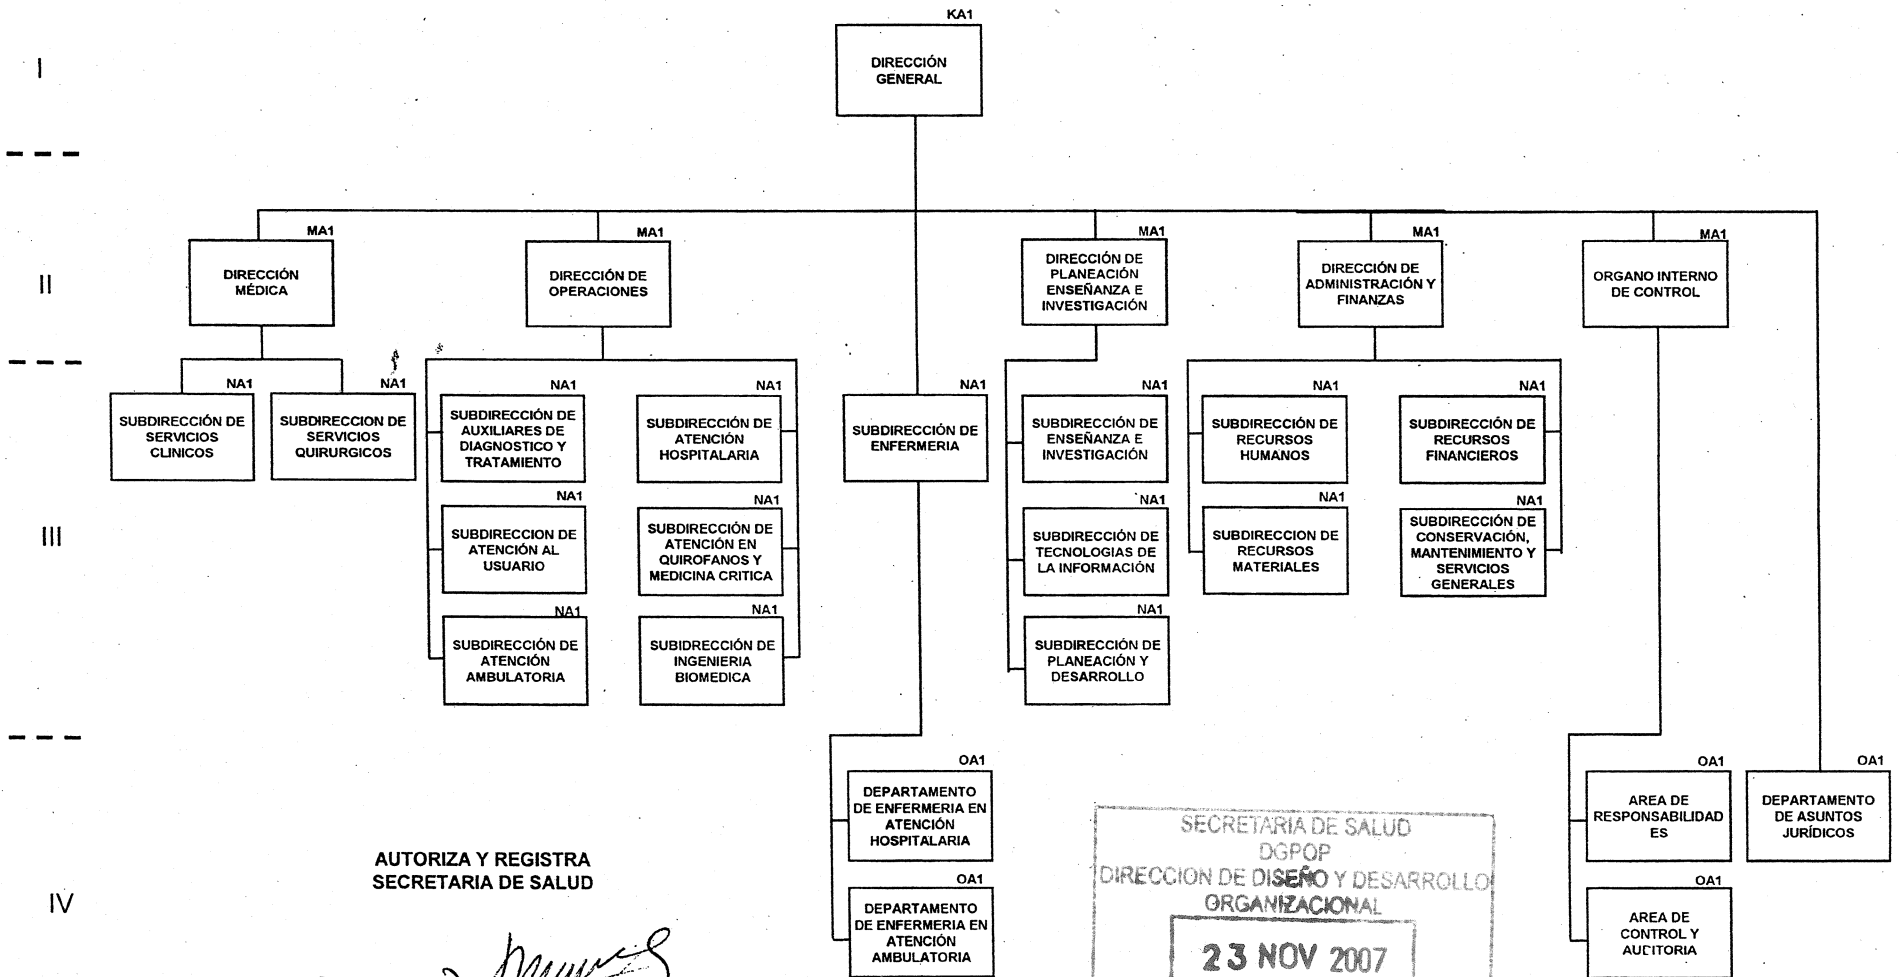 KA1
I
DIRECCIÓN
GENERAL
II
MA1
DIRECCIÓN
MÉDICA
MA1
DIRECCIÓN DE
OPERACIONES
MA1
DIRECCIÓN DE
PLANEACIÓN
ENSEÑANZA E
INVESTIGACIÓN
MA1
DIRECCIÓN DE
ADMINISTRACIÓN Y
FINANZAS
MA1
ORGANO INTERNO
DE CONTROL
III
NA1
SUBDIRECCIÓN DE
SERVICIOS
CLINICOS
NA1
SUBDIRECCION DE
SERVICIOS
QUIRURGICOS
NA1
SUBDIRECCIÓN DE
AUXILIARES DE
DIAGNOSTICO Y
TRATAMIENTO
NA1
SUBDIRECCIÓN DE
ATENCIÓN
HOSPITALARIA
NA1
SUBDIRECCIÓN DE
ENFERMERIA
NA1
SUBDIRECCIÓN DE
ENSEÑANZA E
INVESTIGACIÓN
NA1
SUBDIRECCIÓN DE
RECURSOS
HUMANOS
NA1
SUBDIRECCIÓN DE
RECURSOS
FINANCIEROS
NA1
SUBDIRECCION DE
ATENCIÓN AL
USUARIO
NA1
SUBDIRECCIÓN DE
ATENCIÓN EN
QUIROFANOS Y
MEDICINA CRITICA
NA1
SUBDIRECCIÓN DE
TECNOLOGIAS DE
LA INFORMACIÓN
NA1
SUBDIRECCION DE
RECURSOS
MATERIALES
NA1
SUBDIRECCIÓN DE
CONSERVACIÓN,
MANTENIMIENTO Y
SERVICIOS
GENERALES
NA1
SUBDIRECCIÓN DE
ATENCIÓN
AMBULATORIA
NA1
SUBIDRECCIÓN DE
INGENIERIA
BIOMEDICA
NA1
SUBDIRECCIÓN DE
PLANEACIÓN Y
DESARROLLO
IV
OA1
DEPARTAMENTO
DE ENFERMERIA EN
ATENCIÓN
HOSPITALARIA
OA1
AREA DE
RESPONSABILIDAD
ES
OA1
DEPARTAMENTO
DE ASUNTOS
JURÍDICOS
OA1
DEPARTAMENTO
DE ENFERMERIA EN
ATENCIÓN
AMBULATORIA
OA1
AREA DE
CONTROL Y
AUDITORIA
AUTORIZA Y REGISTRA
SECRETARIA DE SALUD
SECRETARIA DE SALUD
DGPOP
DIRECCION DE DISEÑO Y DESARROLLO
ORGANIZACIONAL
23 NOV 2007